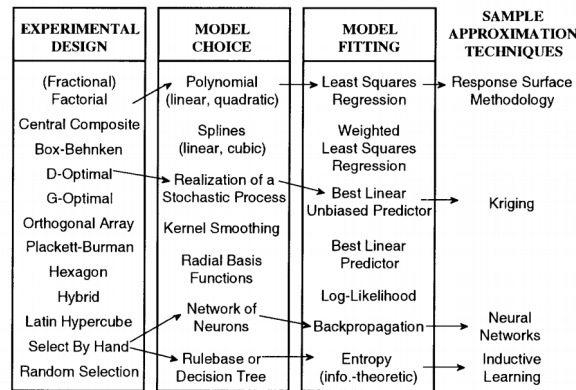 EXPERIMENTAL
DESIGN
(Fractional)
Factorial
Central Composite
Box-Behnken
D-Optimal
G-Optimal
Orthogonal Array
Plackett-Burman
Hexagon
Hybrid
Latin Hypercube
Select By Hand
Random Selection
MODEL
CHOICE
Polynomial
(linear, quadratic)
Splines
(linear, cubic)
Realization of a
Stochastic Process
Kernel Smoothing
Radial Basis
Functions
Network of
Neurons
Rulebase or
Decision Tree
MODEL
FITTING
Least Squares
Regression
Weighted
Least Squares
Regression
Best Linear
Unbiased Predictor
Best Linear
Predictor
Log-Likelihood
Backpropagation
Entropy
(info.-theoretic)
SAMPLE
APPROXIMATION
TECHNIQUES
Response Surface
Methodology
Kriging
Neural
Networks
Inductive
Learning